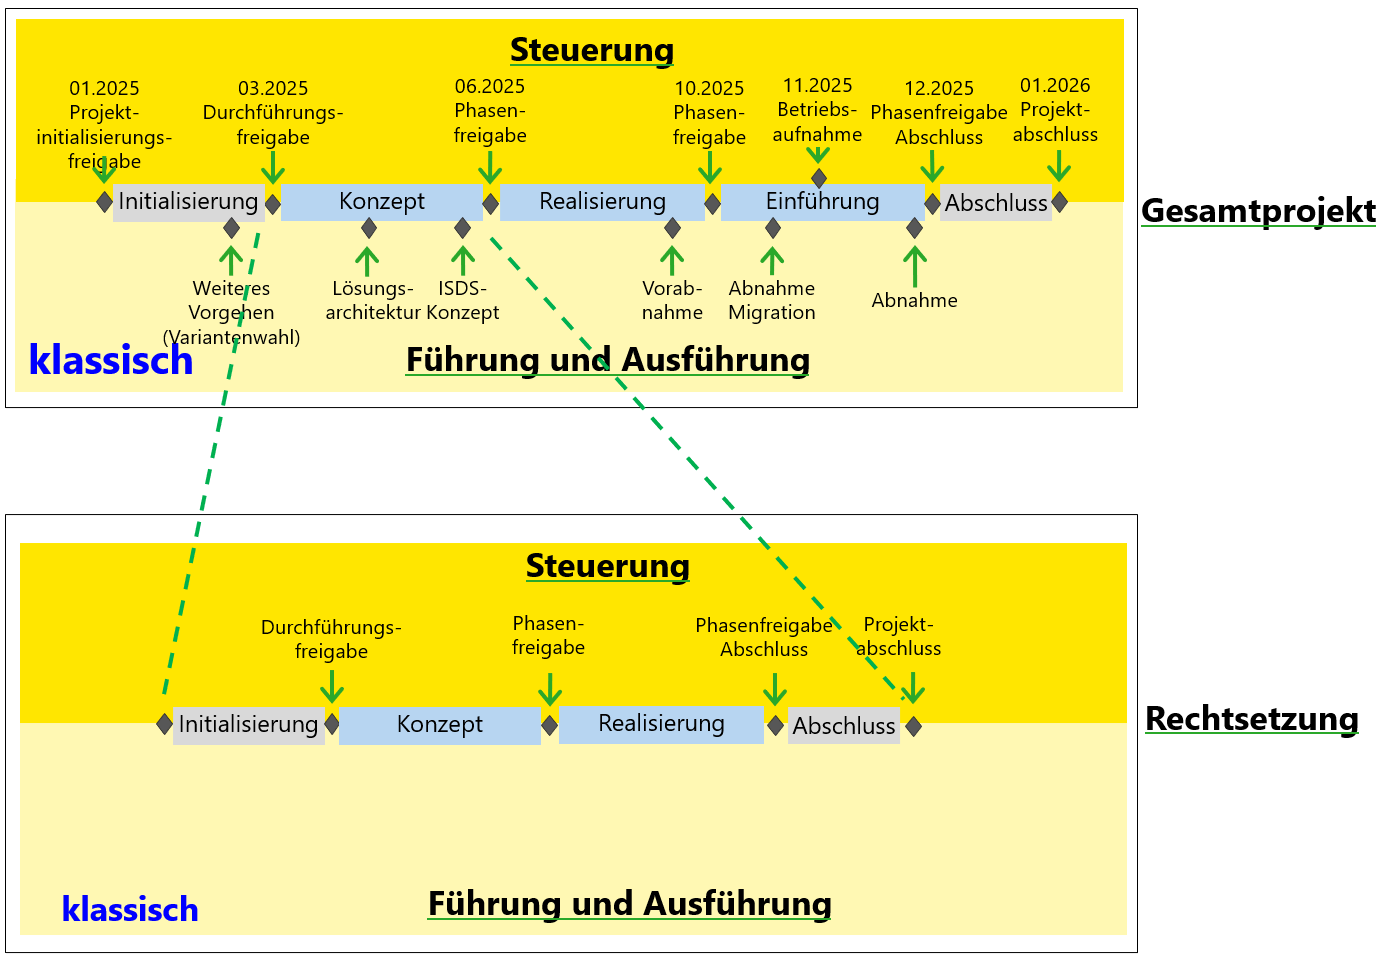 Steuerung
01.2025
Projekt-
initialisierungs-
freigabe
03.2025
Durchführungs-
freigabe
06.2025
Phasen-
freigabe
10.2025
Phasen-
freigabe
11.2025
Betriebs-
aufnahme
12.2025
Phasenfreigabe
Abschluss
01.2026
Projekt-
abschluss
Initialisierung
Konzept
Realisierung
Einführung
Abschluss
Gesamtprojekt
Weiteres
Vorgehen
(Variantenwahl)
Lösungs-
architektur
ISDS-
Konzept
Vorab-
nahme
Abnahme
Migration
Abnahme
klassisch
Führung und Ausführung
Steuerung
Durchführungs-
freigabe
Phasen-
freigabe
Phasenfreigabe
Abschluss
Projekt-
abschluss
Initialisierung
Konzept
Realisierung
Abschluss
Rechtsetzung
klassisch
Führung und Ausführung